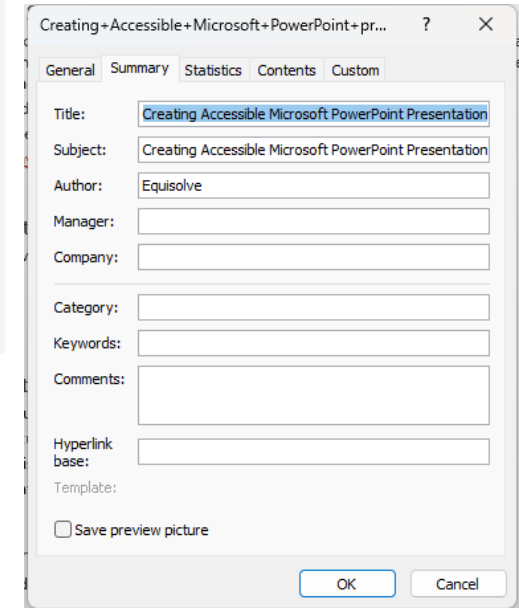 Creating+Accessible+Microsoft+PowerPoint+pr... ? X
General Summary Statistics Contents Custom
Title: Creating Accessible Microsoft PowerPoint Presentation
Subject: Creating Accessible Microsoft PowerPoint Presentation
Author: Equisolve
Manager:
Company:
Category:
Keywords:
Comments:
Hyperlink
base:
Template:
Save preview picture
OK Cancel